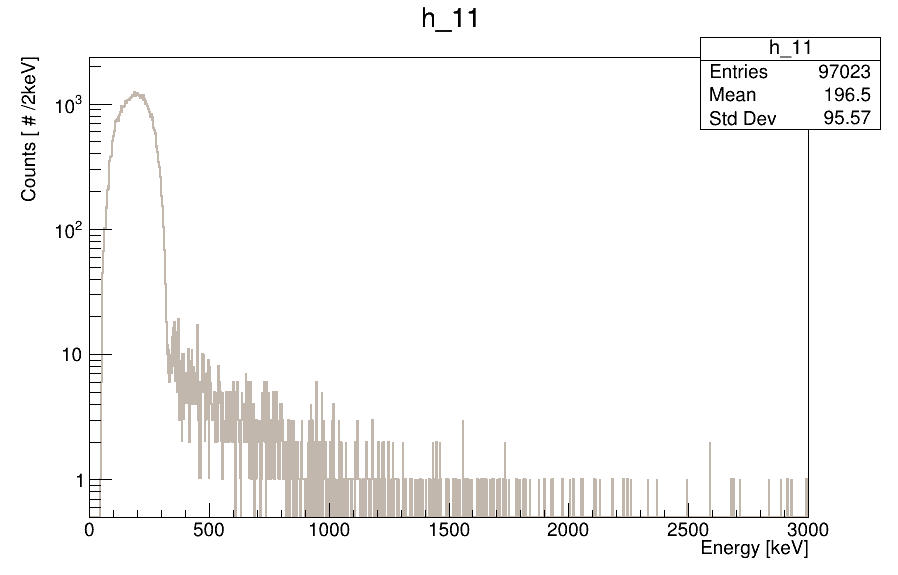 h_11
h_11
Entries 97023
Mean 196.5
Std Dev 95.57
Counts [ # /2keV]
10³
10²
10
1
0 500 1000 1500 2000 2500 3000
Energy [keV]